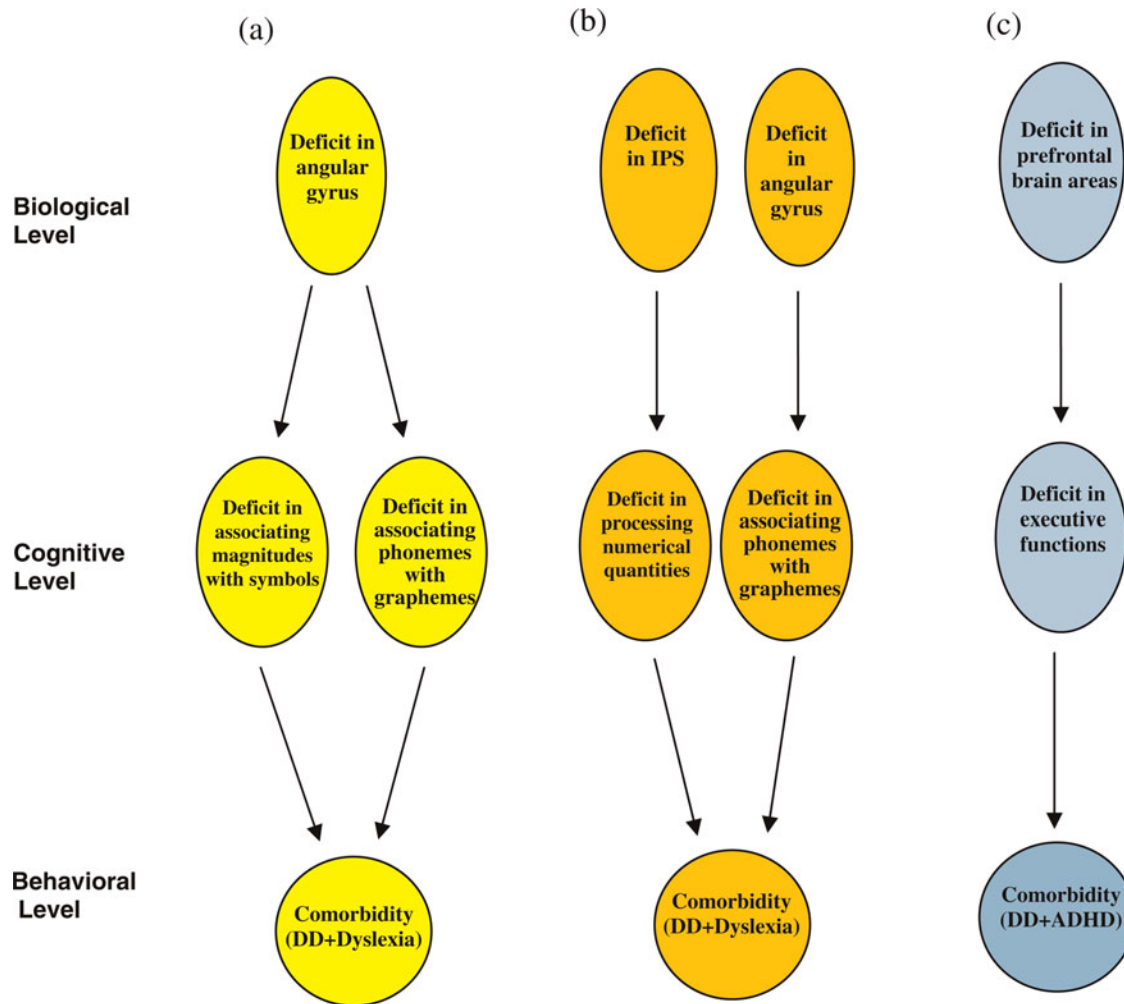 (a)
(b)
(c)
Biological
Level
Deficit in
angular
gyrus
Deficit
in IPS
Deficit
in
angular
gyrus
Deficit in
prefrontal
brain areas
Cognitive
Level
Deficit in
associating
magnitudes
with symbols
Deficit in
associating
phonemes
with
graphemes
Deficit in
processing
numerical
quantities
Deficit in
associating
phonemes
with
graphemes
Deficit in
executive
functions
Behavioral
Level
Comorbidity
(DD+Dyslexia)
Comorbidity
(DD+Dyslexia)
Comorbidity
(DD+ADHD)